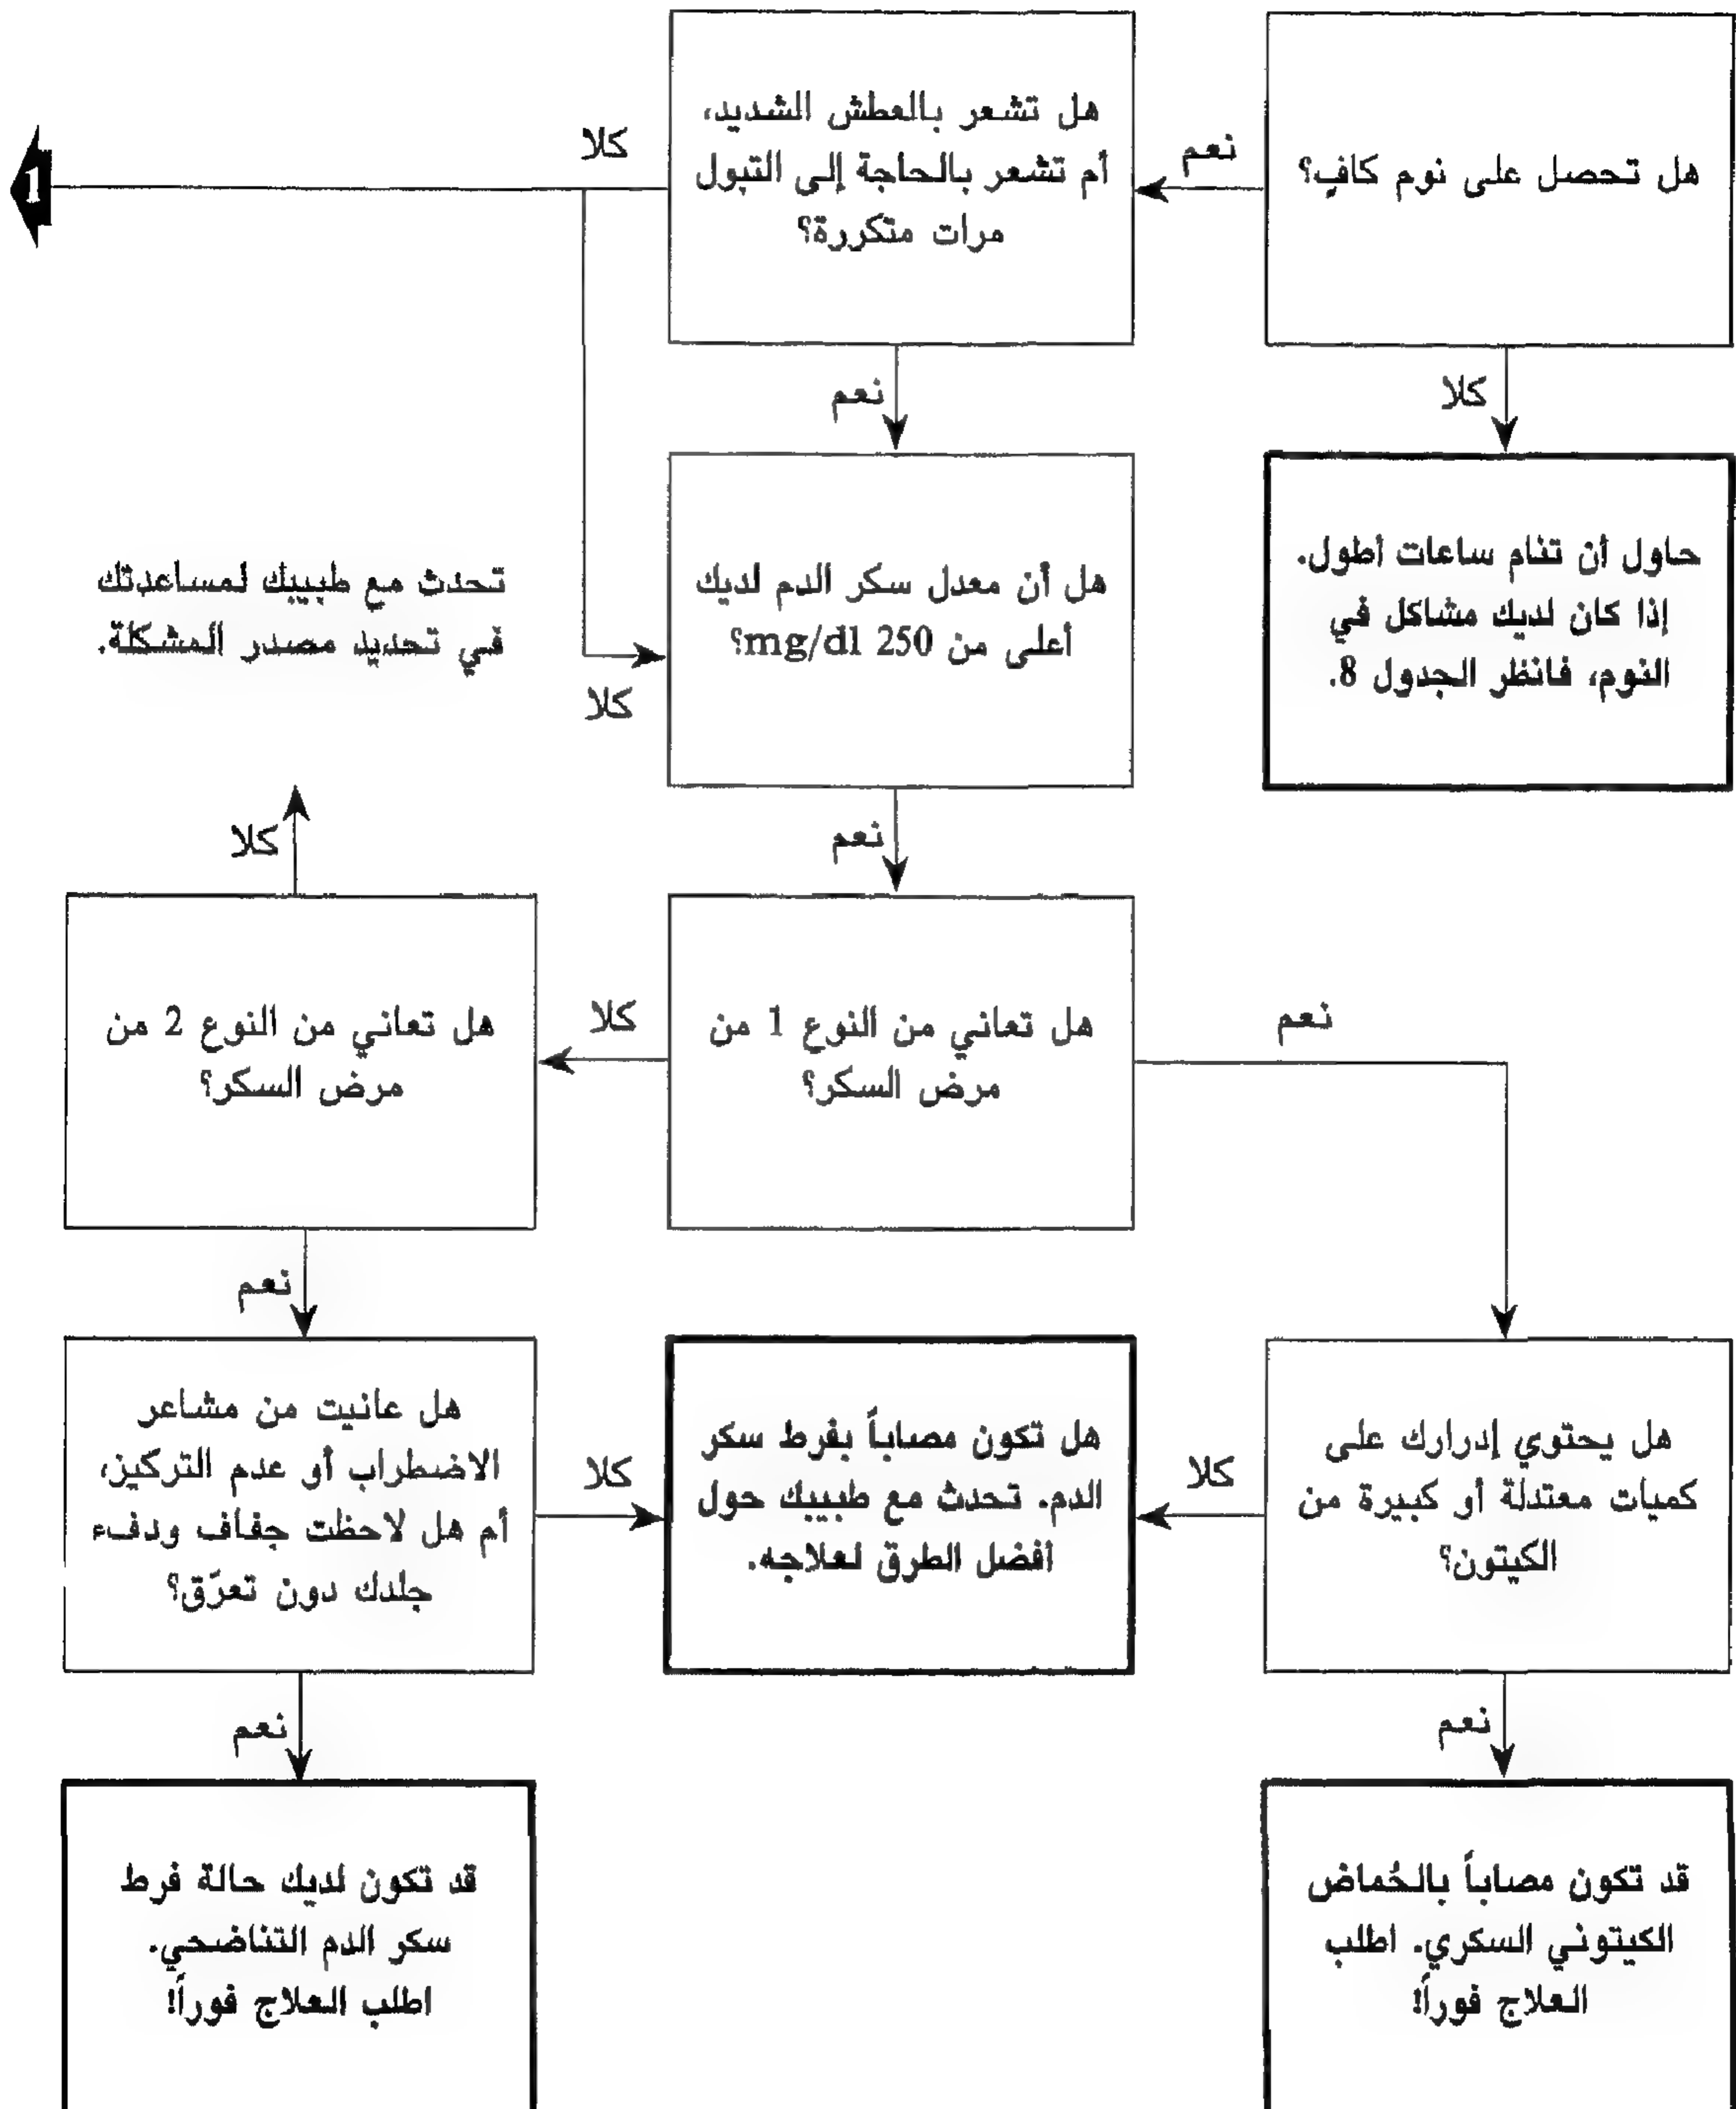 هل تحصل على نوم كافٍ؟
نعم
هل تشعر بالعطش الشديد،
أم تشعر بالحاجة إلى التبول
مرات متكررة؟
كلا
1
كلا
نعم
حاول أن تنام ساعات أطول.
إذا كان لديك مشاكل في
النوم، فانظر الجدول 8.
هل أن معدل سكر الدم لديك
أعلى من 250 mg/dl؟
كلا
تحدث مع طبيبك لمساعدتك
في تحديد مصدر المشكلة.
نعم
كلا
هل تعاني من النوع 1 من
مرض السكر؟
نعم
كلا
هل تعاني من النوع 2 من
مرض السكر؟
نعم
هل يحتوي إدرارك على
كميات معتدلة أو كبيرة من
الكيتون؟
كلا
هل تكون مصاباً بفرط سكر
الدم. تحدث مع طبيبك حول
أفضل الطرق لعلاجه.
كلا
هل عانيت من مشاعر
الاضطراب أو عدم التركيز،
أم هل لاحظت جفاف ودفء
جلدك دون تعرّق؟
نعم
نعم
قد تكون مصاباً بالحُماض
الكيتوني السكري. اطلب
العلاج فوراً!
قد تكون لديك حالة فرط
سكر الدم التناضحي.
اطلب العلاج فوراً!